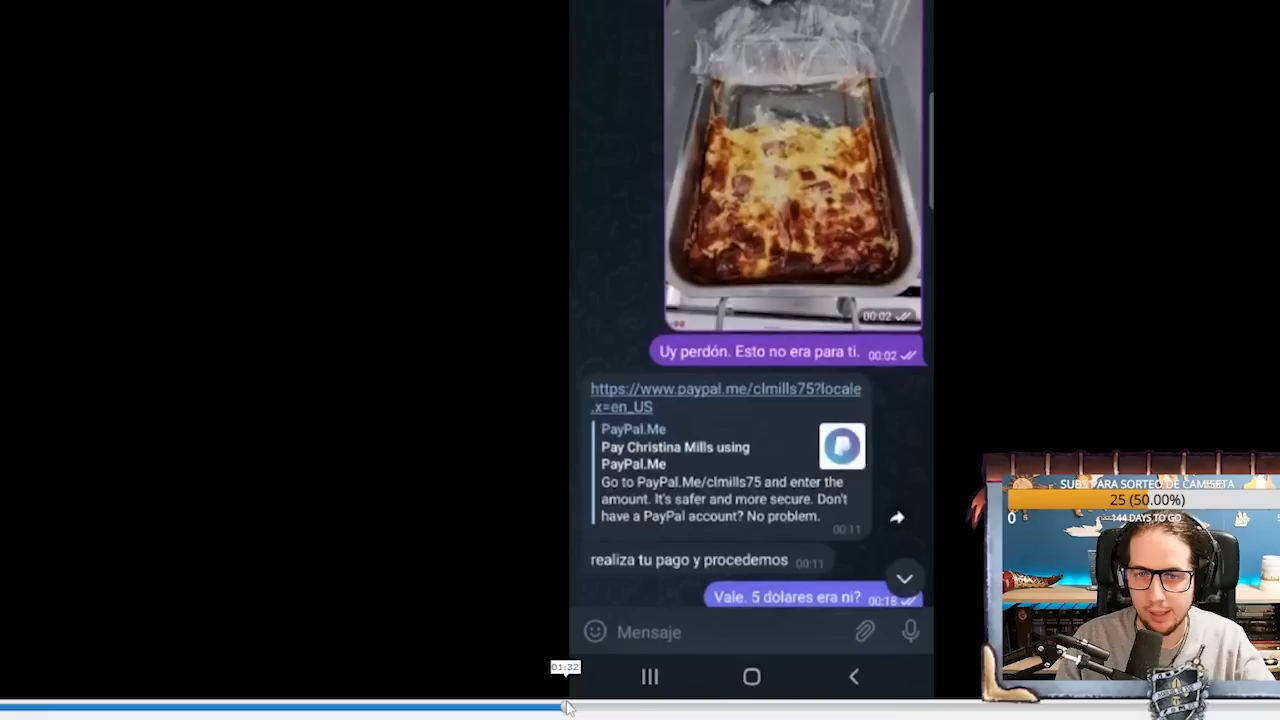 00:02
Uy perdón. Esto no era para ti. 00:02
https://www.paypal.me/clmills75?locale
.x=en_US
PayPal.Me
Pay Christina Mills using
PayPal.Me
Go to PayPal.Me/clmills75 and enter the
amount. It's safer and more secure. Don't
have a PayPal account? No problem.
00:11
realiza tu pago y procedemos 00:11
Vale. 5 dolares era ni? 00:18
Mensaje
01:32
SUBS PARA SORTEO DE CAMISETA
25 (50.00%)
0
144 DAYS TO GO